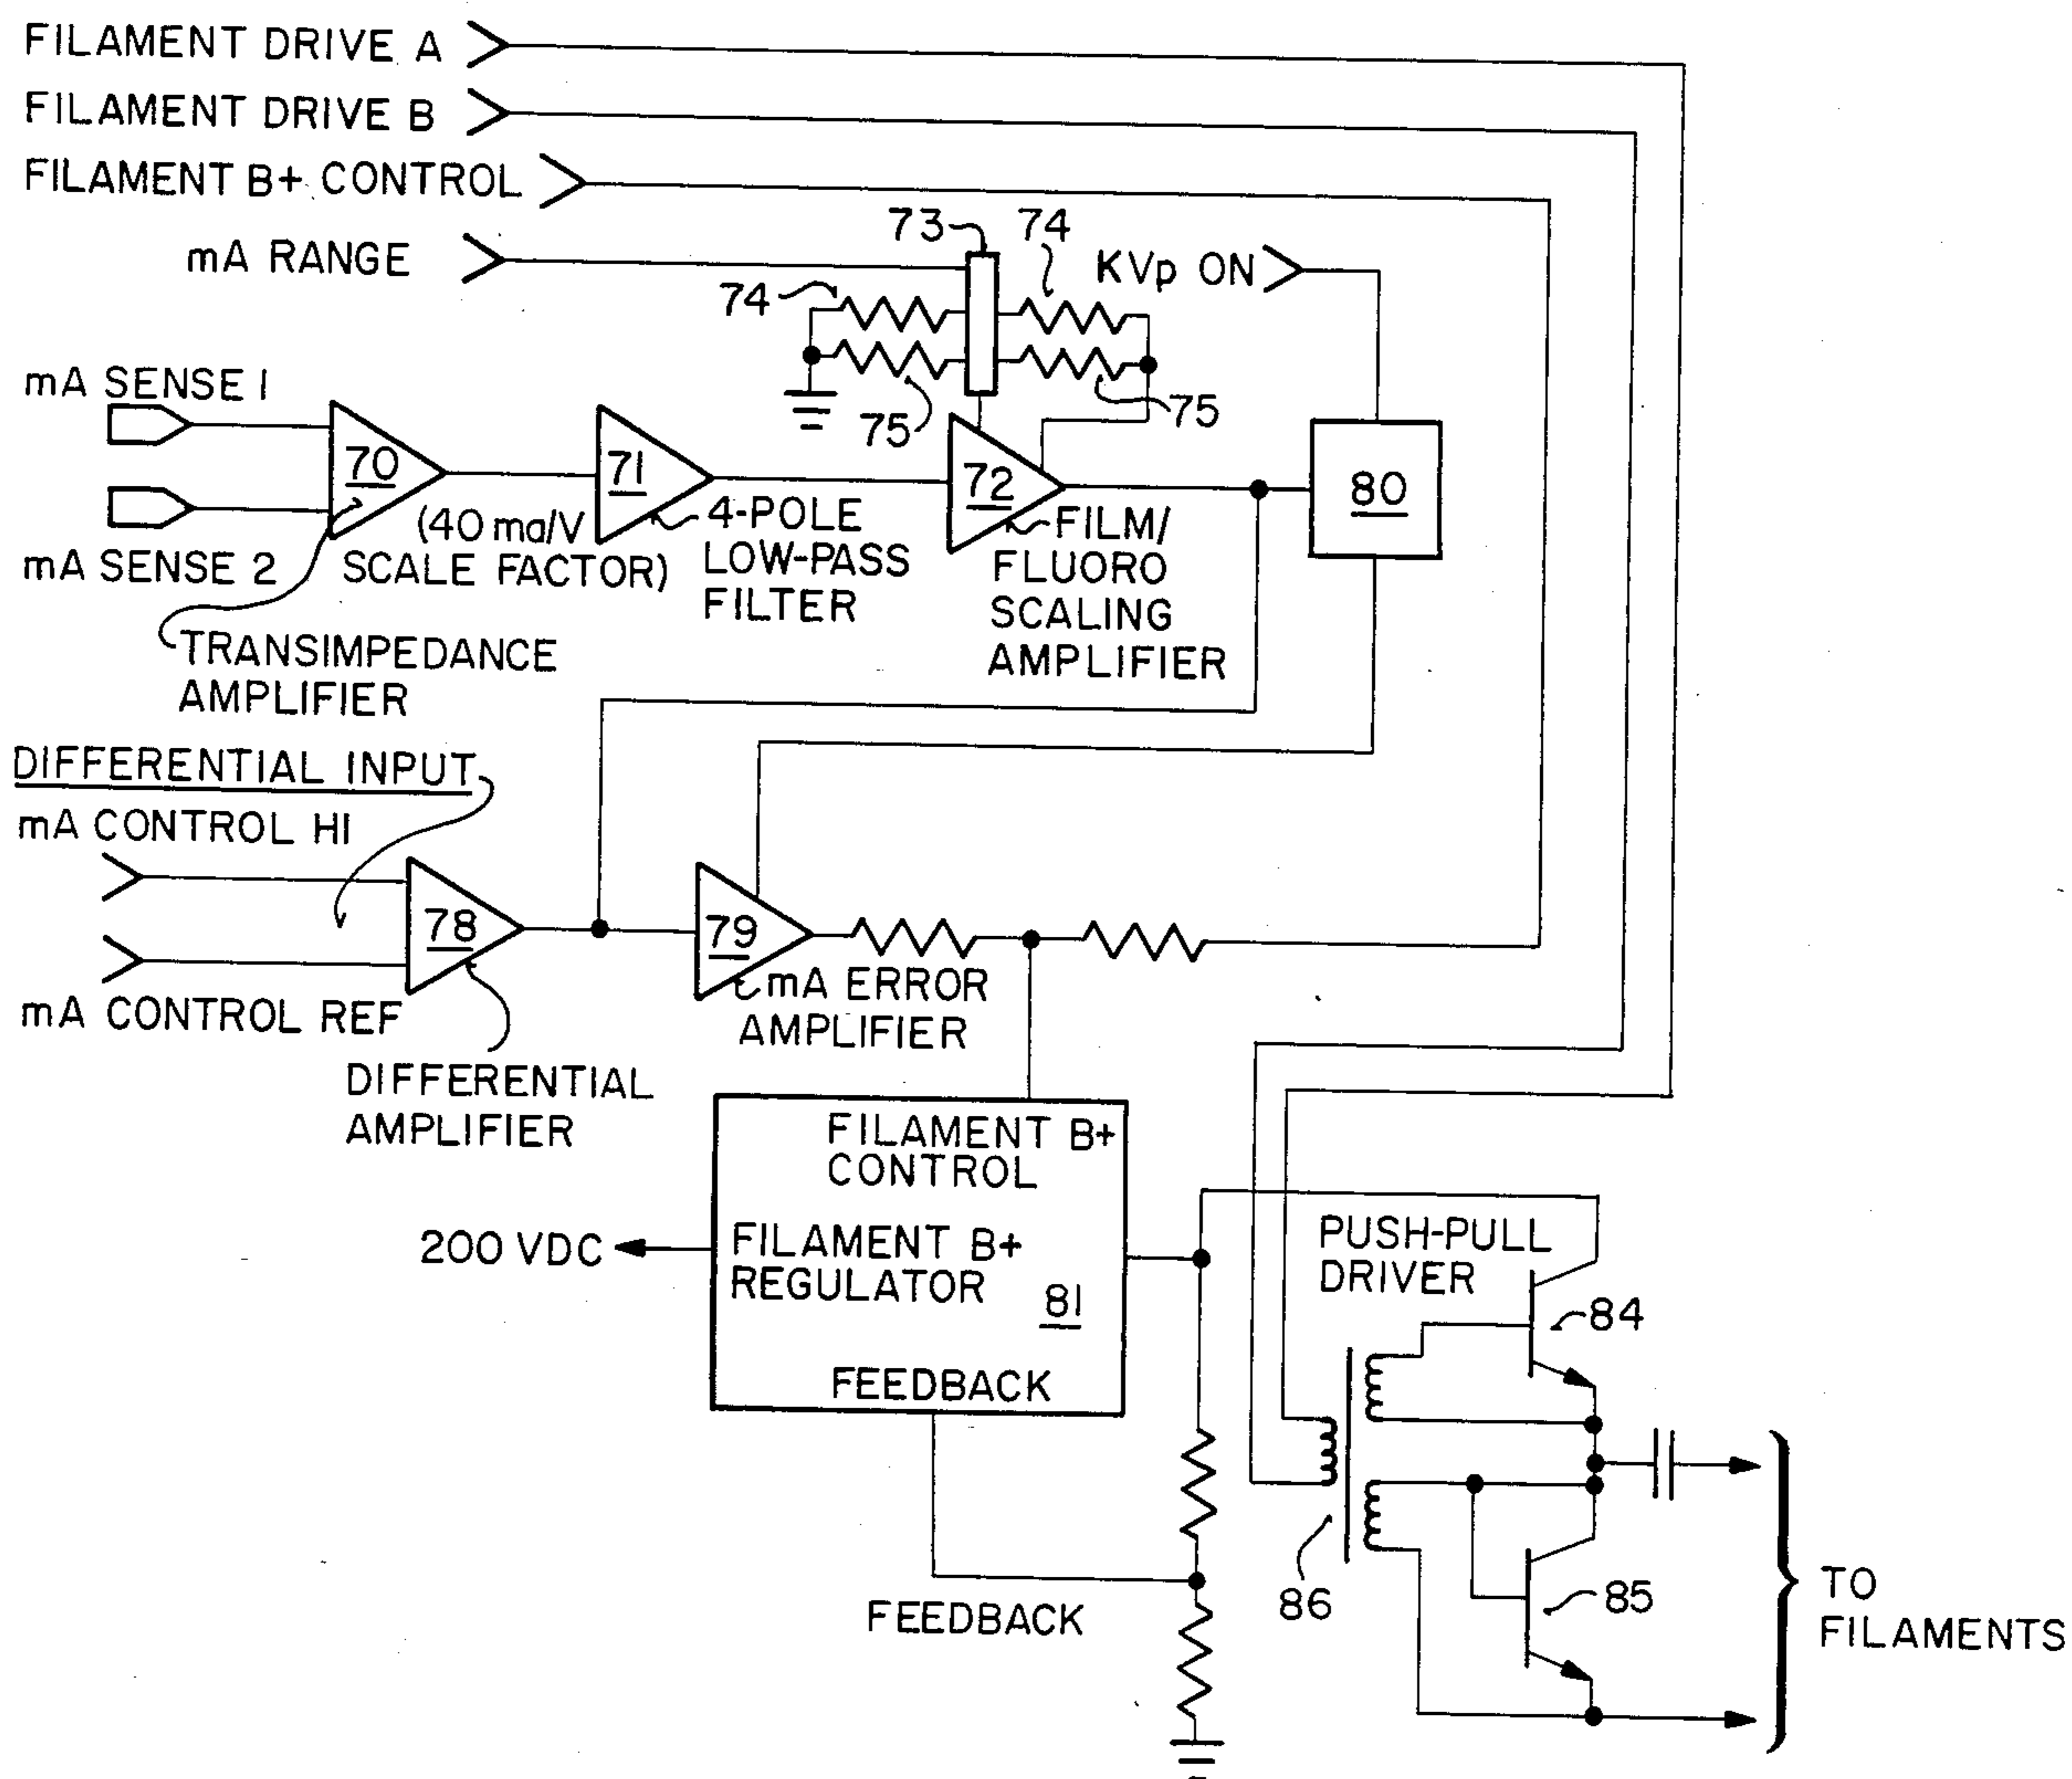 FILAMENT DRIVE A
FILAMENT DRIVE B
FILAMENT B+ CONTROL
mA RANGE
73
74
KVp ON
74
75
75
mA SENSE 1
mA SENSE 2
70
(40 ma/V
SCALE FACTOR)
71
4-POLE
LOW-PASS
FILTER
72
FILM/
FLUORO
SCALING
AMPLIFIER
80
TRANSIMPEDANCE
AMPLIFIER
DIFFERENTIAL INPUT
mA CONTROL HI
mA CONTROL REF
78
79
mA ERROR
AMPLIFIER
DIFFERENTIAL
AMPLIFIER
FILAMENT B+
CONTROL
200 VDC
FILAMENT B+
REGULATOR
81
FEEDBACK
FEEDBACK
PUSH-PULL
DRIVER
84
86
85
TO
FILAMENTS